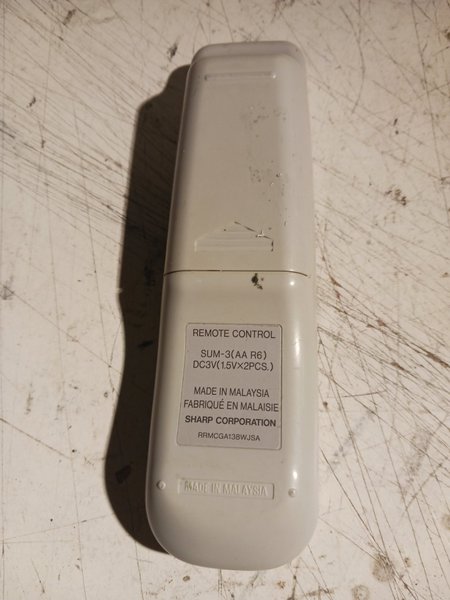 REMOTE CONTROL
SUM-3(AA R6)
DC3V(1.5V×2PCS.)
MADE IN MALAYSIA
FABRIQUÉ EN MALAISIE
SHARP CORPORATION
RRMCGA138WJSA
MADE IN MALAYSIA